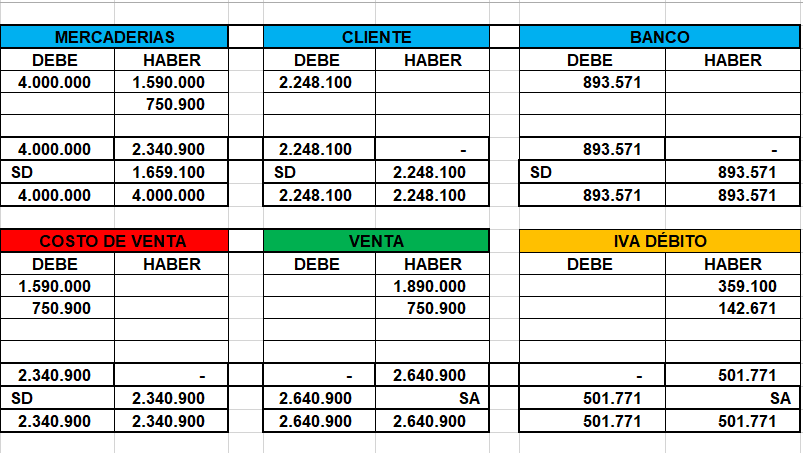 MERCADERIAS CLIENTE BANCO
DEBE HABER DEBE HABER DEBE HABER
4.000.000 1.590.000 2.248.100 893.571
750.900
4.000.000 2.340.900 2.248.100 - 893.571 -
SD 1.659.100 SD 2.248.100 SD 893.571
4.000.000 4.000.000 2.248.100 2.248.100 893.571 893.571
COSTO DE VENTA VENTA IVA DÉBITO
DEBE HABER DEBE HABER DEBE HABER
1.590.000 1.890.000 359.100
750.900 750.900 142.671
2.340.900 - - 2.640.900 - 501.771
SD 2.340.900 2.640.900 SA 501.771 SA
2.340.900 2.340.900 2.640.900 2.640.900 501.771 501.771